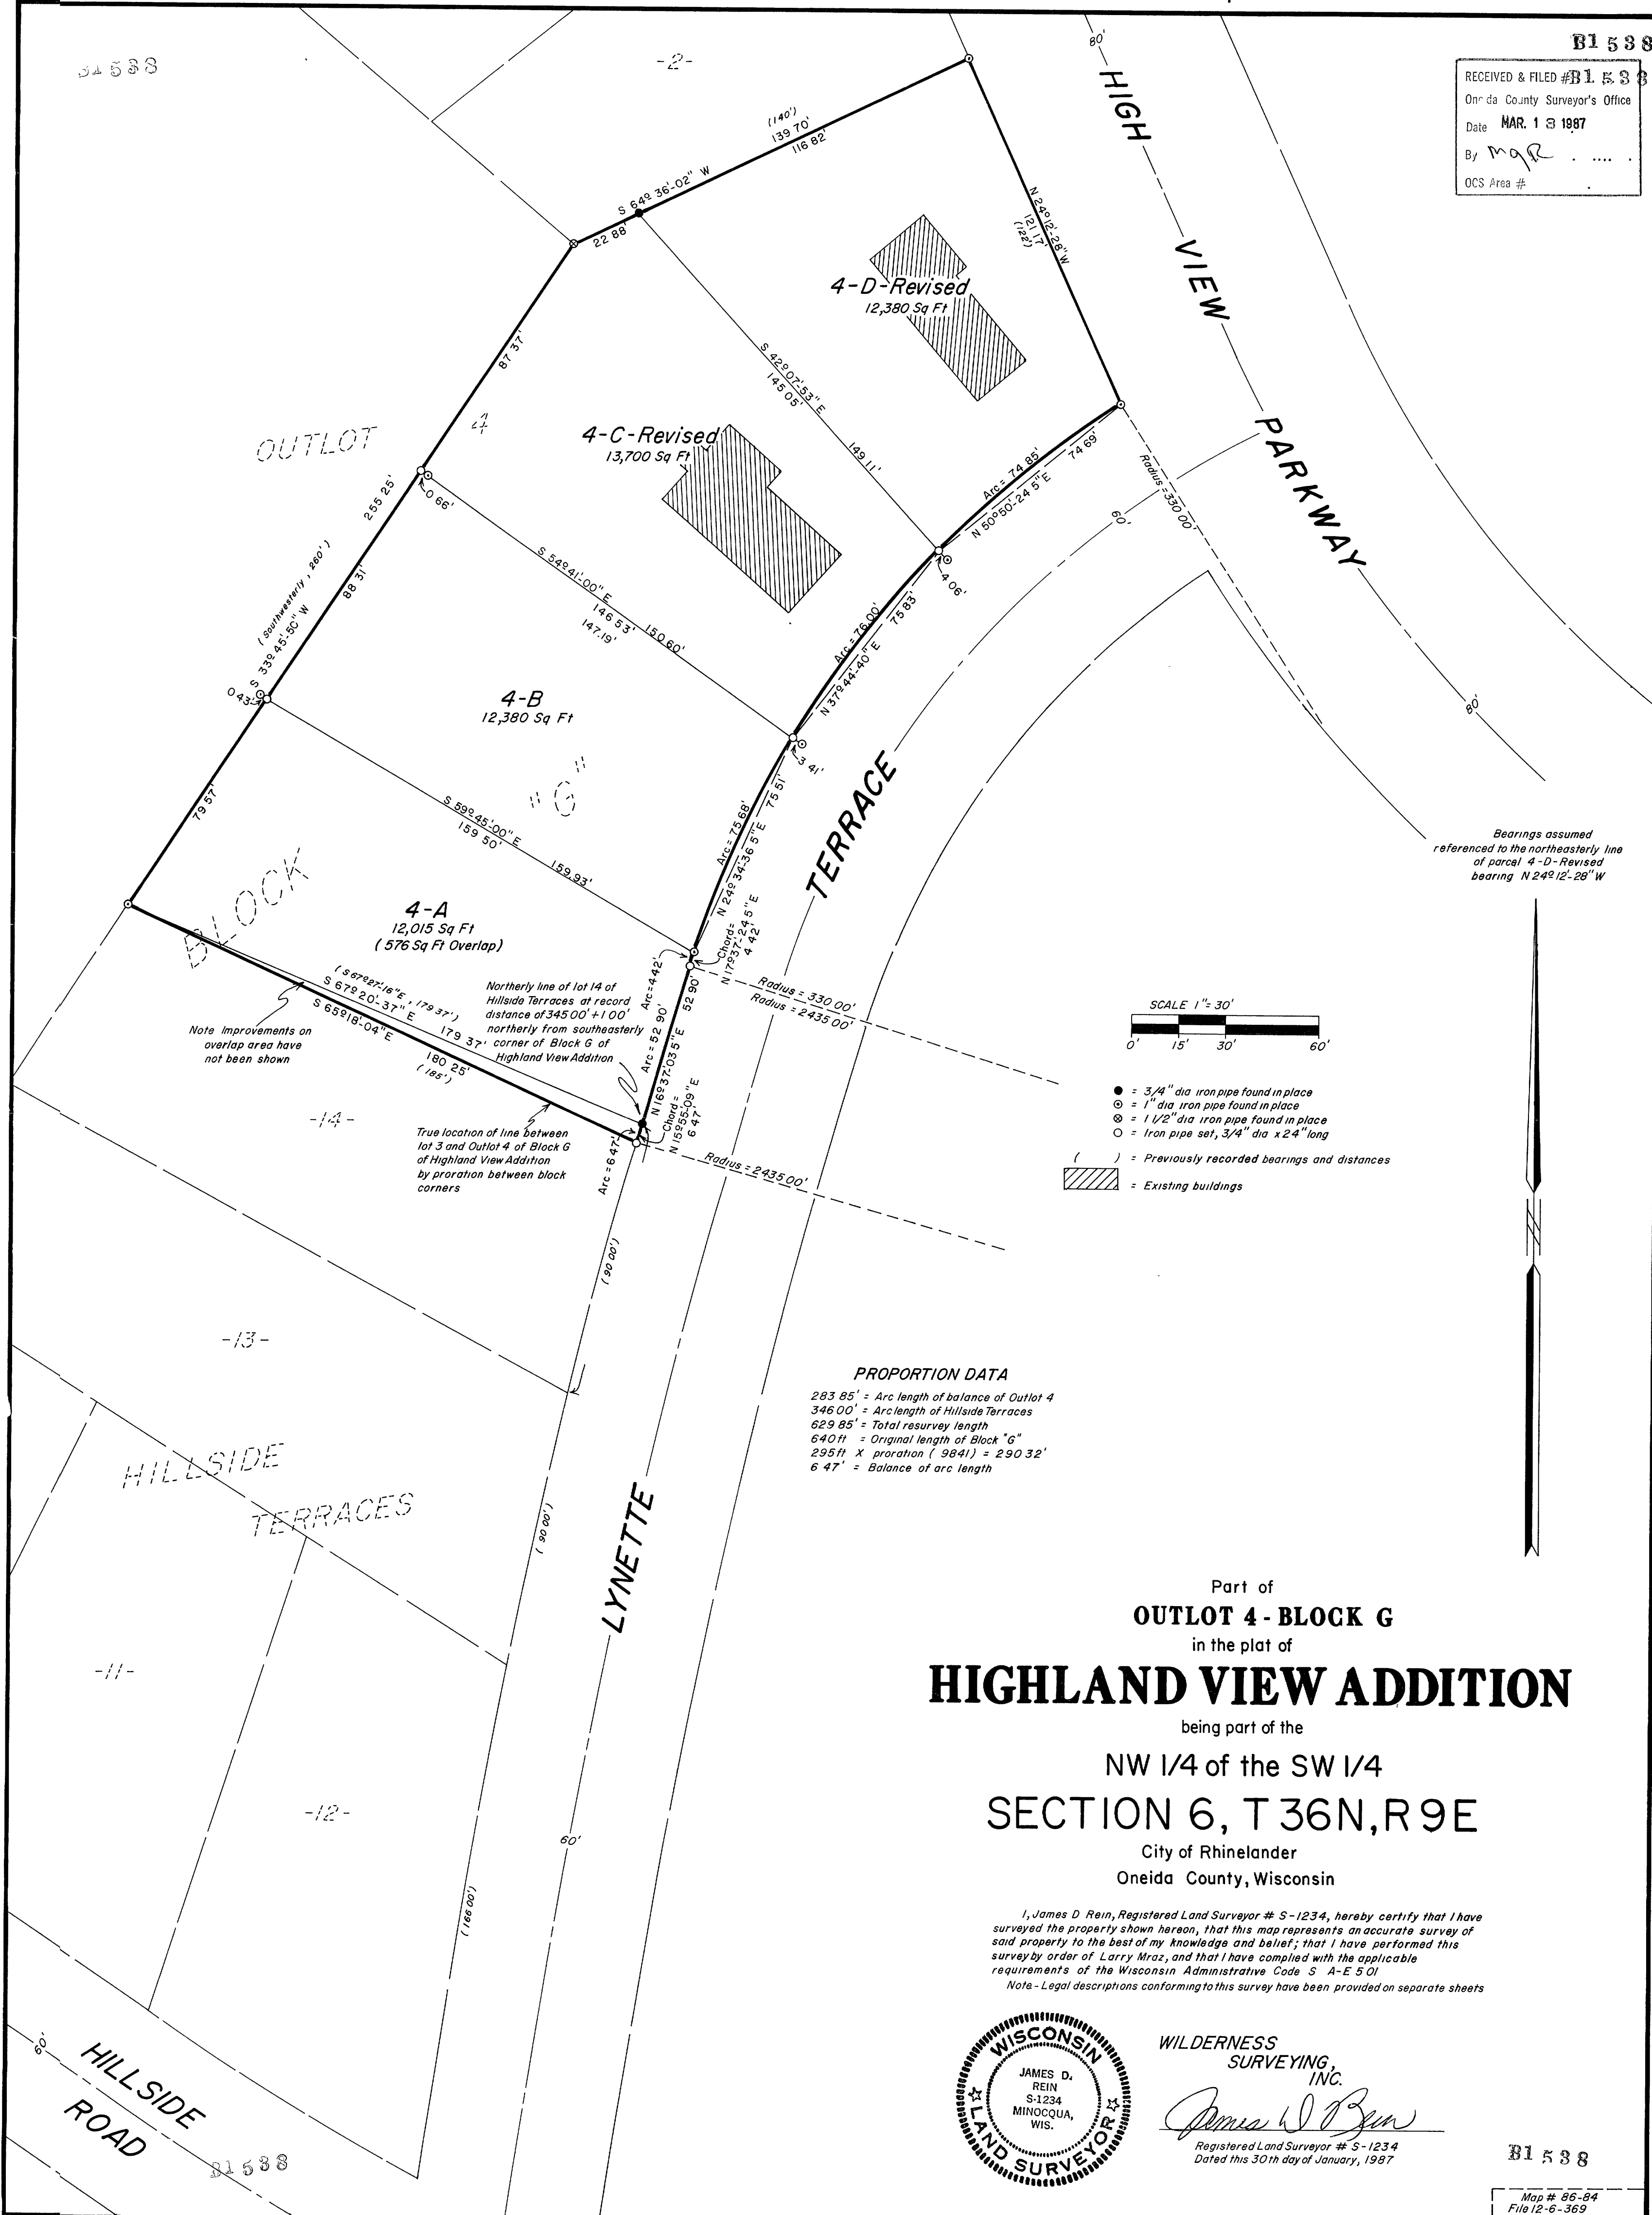 B1 538
B1 538
RECEIVED & FILED #B1 538
Oneida County Surveyor's Office
Date MAR. 13 1987
By MGR
OCS Area #
-2-
80'
HIGH VIEW PARKWAY
(140')
139 70'
116 82'
S 64º 36'-02" W
22 88'
N 24º12'-28" W
121 17'
(122')
4-D-Revised
12,380 Sq Ft
87 37'
S 42º07'-53" E
145 05'
149 11'
OUTLOT 4
4-C-Revised
13,700 Sq Ft
Arc = 74 85'
74 69'
N 50º50'-24 5" E
Radius = 330 00'
60'
0 66'
255 25'
4 06'
(Southwesterly, 260')
S 33º 45'-50" W
88 31'
S 54º41'-00" E
146 53'
147.19'
150 60'
Arc = 76.00'
75 83'
N 37º44'-40" E
0 43'
4-B
12,380 Sq Ft
80'
3 41'
"G"
79 57'
S 59º 45'-00" E
159 50'
159.93'
Arc = 75.68'
75 51'
N 24º 34'-36 5" E
TERRACE
Bearings assumed
referenced to the northeasterly line
of parcel 4-D-Revised
bearing N 24º 12'-28" W
BLOCK
4-A
12,015 Sq Ft
(576 Sq Ft Overlap)
Chord =
N 17º37'-24 5" E
4 42'
Arc = 4 42'
Radius = 330 00'
Radius = 2435 00'
(S 67º27'-16" E, 179 37')
S 67º 20'-37" E
179 37'
S 65º18'-04" E
180 25'
(185')
Note Improvements on
overlap area have
not been shown
Northerly line of lot 14 of
Hillside Terraces at record
distance of 345 00' + 1 00'
northerly from southeasterly
corner of Block G of
Highland View Addition
Arc = 52 90'
52 90'
N 16º37'-03 5" E
SCALE 1" = 30'
0' 15' 30' 60'
Chord =
N 15º55'-09" E
6 47'
Arc = 6 47'
Radius = 2435 00'
= 3/4" dia iron pipe found in place
= 1" dia iron pipe found in place
= 1 1/2" dia iron pipe found in place
= Iron pipe set, 3/4" dia x 24" long
( ) = Previously recorded bearings and distances
= Existing buildings
-14-
True location of line between
lot 3 and Outlot 4 of Block G
of Highland View Addition
by proration between block
corners
(90 00')
-13-
PROPORTION DATA
283 85' = Arc length of balance of Outlot 4
346 00' = Arc length of Hillside Terraces
629 85' = Total resurvey length
640 ft = Original length of Block "G"
295 ft X proration ( 9841) = 290 32'
6 47' = Balance of arc length
HILLSIDE
TERRACES
(90 00')
LYNETTE
-11-
-12-
60'
(166 00')
60'
HILLSIDE
ROAD
B1 538
Part of
OUTLOT 4 - BLOCK G
in the plat of
HIGHLAND VIEW ADDITION
being part of the
NW 1/4 of the SW 1/4
SECTION 6, T 36N, R 9E
City of Rhinelander
Oneida County, Wisconsin
I, James D Rein, Registered Land Surveyor # S-1234, hereby certify that I have
surveyed the property shown hereon, that this map represents an accurate survey of
said property to the best of my knowledge and belief; that I have performed this
survey by order of Larry Mraz, and that I have complied with the applicable
requirements of the Wisconsin Administrative Code S A-E 5 01
Note - Legal descriptions conforming to this survey have been provided on separate sheets
WISCONSIN
JAMES D.
REIN
S-1234
MINOCQUA,
WIS.
LAND SURVEYOR
WILDERNESS
SURVEYING,
INC.
James D Rein
Registered Land Surveyor # S-1234
Dated this 30th day of January, 1987
B1 538
Map # 86-84
File 12-6-369